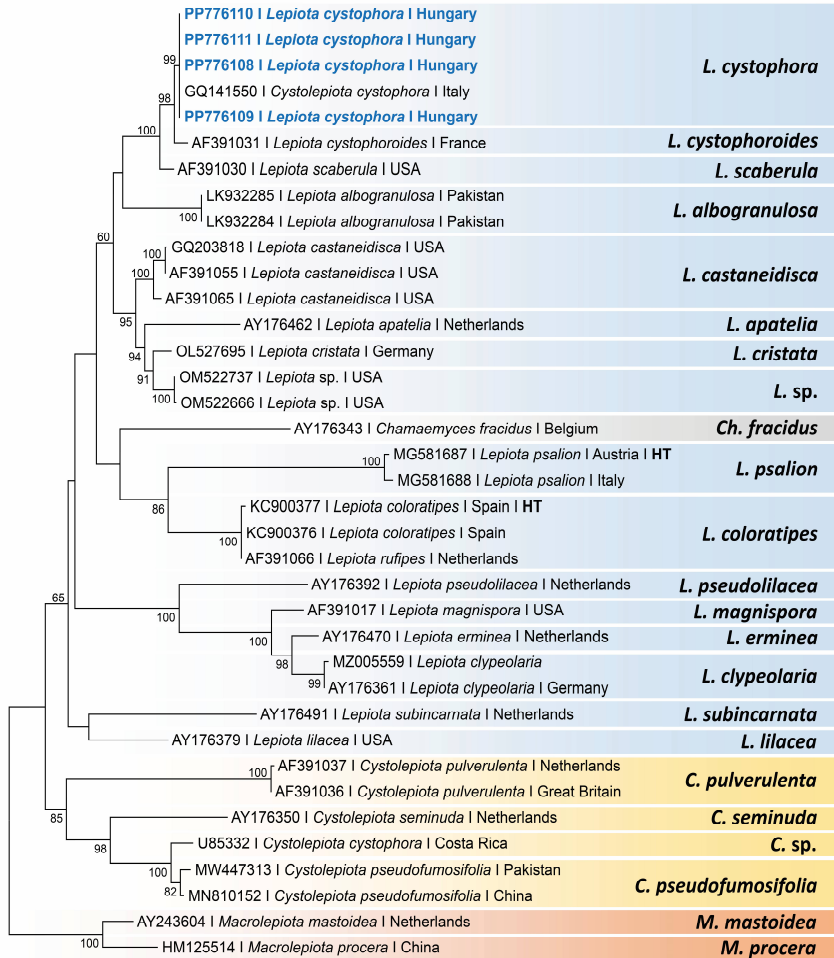 PP776110 I Lepiota cystophora I Hungary
PP776111 I Leplota cystophora I Hungary
99
PP776108 I Lepiota cystophora I Hungary
L. cystophora
GQ141550 I Cystolepiota cystophora I Italy
98
PP776109 I Lepiota cystophora I Hungary
100
AF391031 I Lepiota cystophoroides I France
L. cystophoroides
AF391030 I Lepiota scaberula I USA
L. scaberula
LK932285 I Lepiota albogranulosa I Pakistan
L. albogranulosa
100
LK932284 I Lepiota albogranulosa I Pakistan
60
GQ203818 I Lepiota castaneidisca I USA
100
100
AF391055 I Lepiota castaneidisca I USA
L. castaneidisca
AF391065 I Lepiota castaneidisca I USA
95
AY176462 I Lepiota apatelia I Netherlands
L. apatelia
94
OL527695 I Lepiota cristata I Germany
L. cristata
91
OM522737 I Lepiota sp. I USA
L. sp.
100
OM522666 I Lepiota sp. I USA
AY176343 I Chamaemyces fracidus I Belgium
Ch. fracidus
MG581687 I Lepiota psalion I Austria I HT
100
L. psalion
MG581688 I Lepiota psalion I Italy
86
KC900377 I Lepiota coloratipes I Spain I HT
KC900376 I Lepiota coloratipes I Spain
L. coloratipes
100
AF391066 I Lepiota rufipes I Netherlands
AY176392 I Lepiota pseudolilacea I Netherlands
L. pseudolilacea
65
100
AF391017 I Lepiota magnispora I USA
L. magnispora
100
AY176470 I Lepiota erminea I Netherlands
L. erminea
98
MZ005559 I Lepiota clypeolaria
L. clypeolaria
99
AY176361 I Lepiota clypeolaria I Germany
AY176491 I Lepiota subincarnata I Netherlands
L. subincarnata
AY176379 I Lepiota lilacea I USA
L. lilacea
AF391037 I Cystolepiota pulverulenta I Netherlands
100
C. pulverulenta
AF391036 I Cystolepiota pulverulenta I Great Britain
85
AY176350 I Cystolepiota seminuda I Netherlands
C. seminuda
98
U85332 I Cystolepiota cystophora I Costa Rica
C. sp.
100
MW447313 I Cystolepiota pseudofumosifolia I Pakistan
C. pseudofumosifolia
82
MN810152 I Cystolepiota pseudofumosifolia I China
AY243604 I Macrolepiota mastoidea I Netherlands
M. mastoidea
100
HM125514 I Macrolepiota procera I China
M. procera